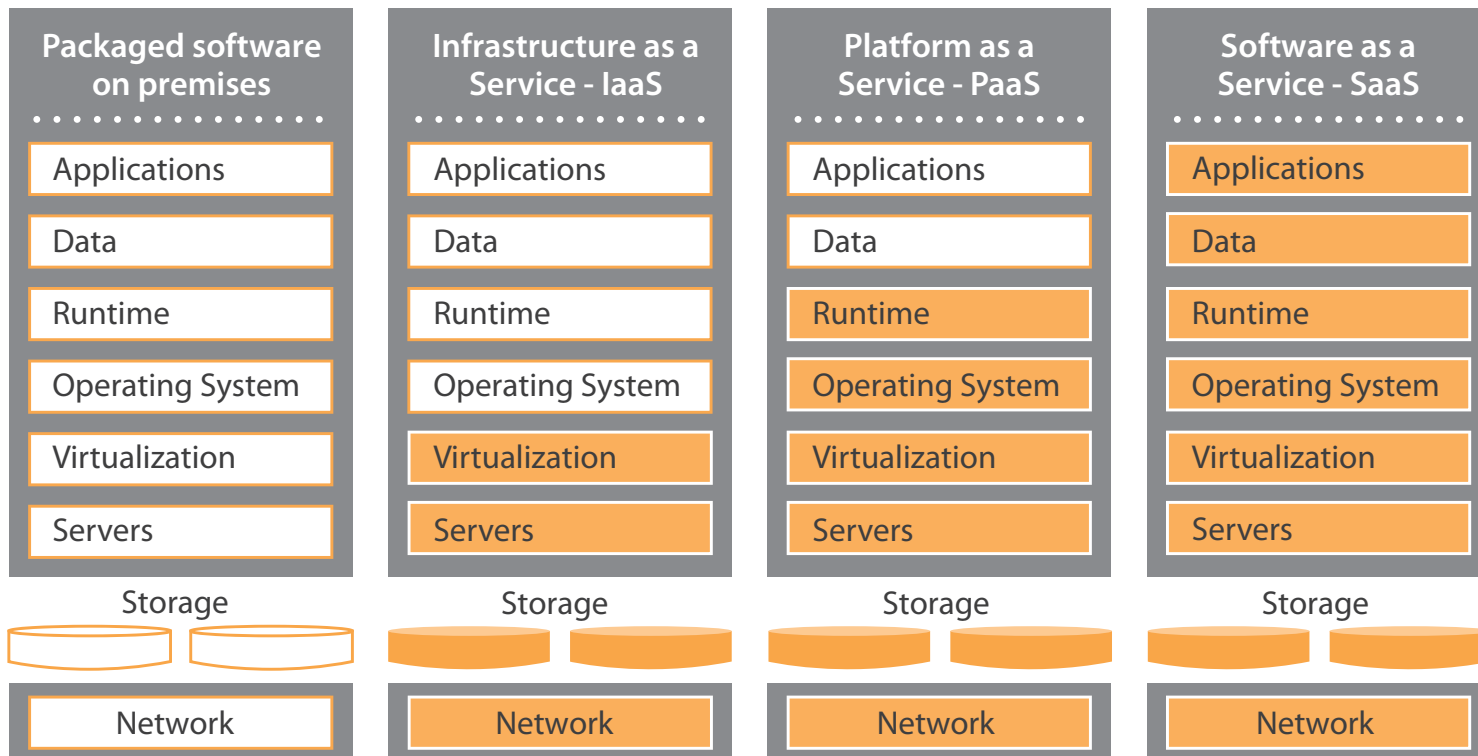 Packaged software
on premises
Applications
Data
Runtime
Operating System
Virtualization
Servers
Storage
Network
Infrastructure as a
Service - IaaS
Applications
Data
Runtime
Operating System
Virtualization
Servers
Storage
Network
Platform as a
Service - PaaS
Applications
Data
Runtime
Operating System
Virtualization
Servers
Storage
Network
Software as a
Service - SaaS
Applications
Data
Runtime
Operating System
Virtualization
Servers
Storage
Network